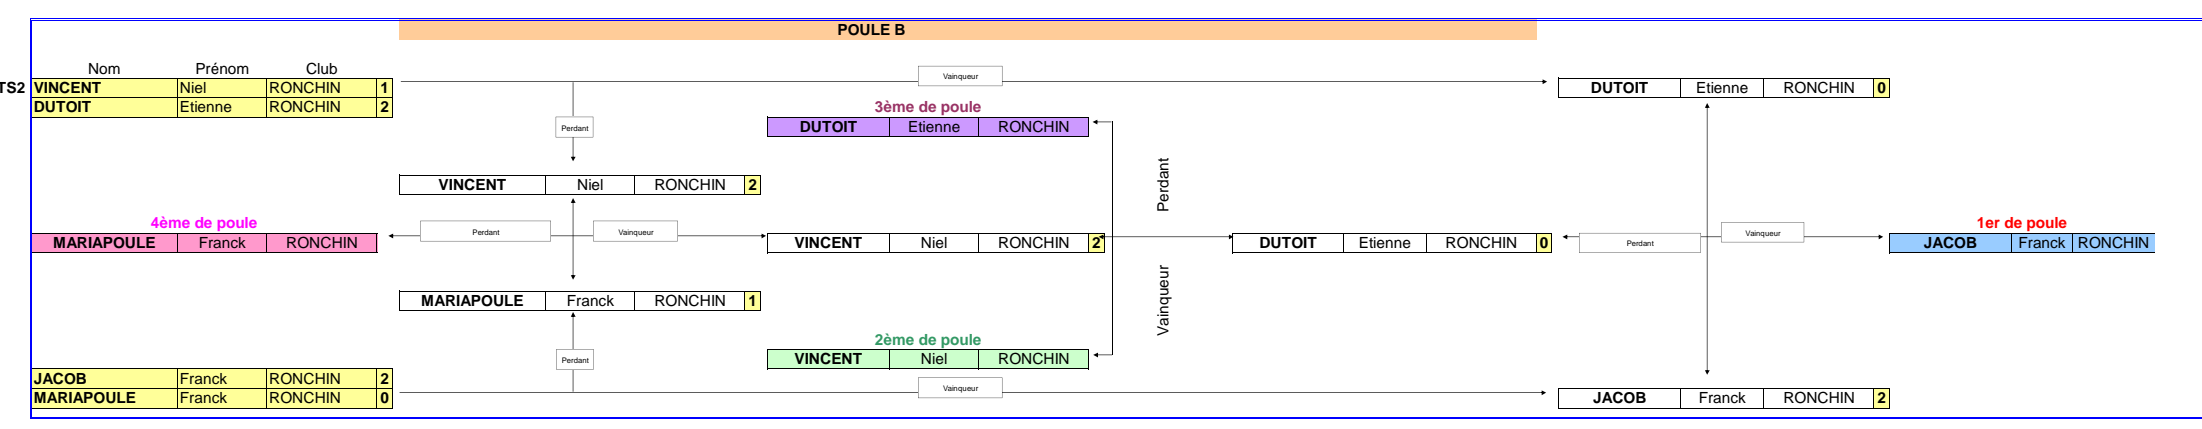 POULE B
Nom Prénom Club
TS2 VINCENT Niel RONCHIN 1
Vainqueur
DUTOIT Etienne RONCHIN 0
DUTOIT Etienne RONCHIN 2
3ème de poule
Perdant
DUTOIT Etienne RONCHIN
Perdant
VINCENT Niel RONCHIN 2
4ème de poule
Perdant
Vainqueur
Vainqueur
1er de poule
MARIAPOULE Franck RONCHIN
VINCENT Niel RONCHIN 2
DUTOIT Etienne RONCHIN 0
Perdant
JACOB Franck RONCHIN
MARIAPOULE Franck RONCHIN 1
Vainqueur
2ème de poule
Perdant
VINCENT Niel RONCHIN
JACOB Franck RONCHIN 2
Vainqueur
MARIAPOULE Franck RONCHIN 0
JACOB Franck RONCHIN 2